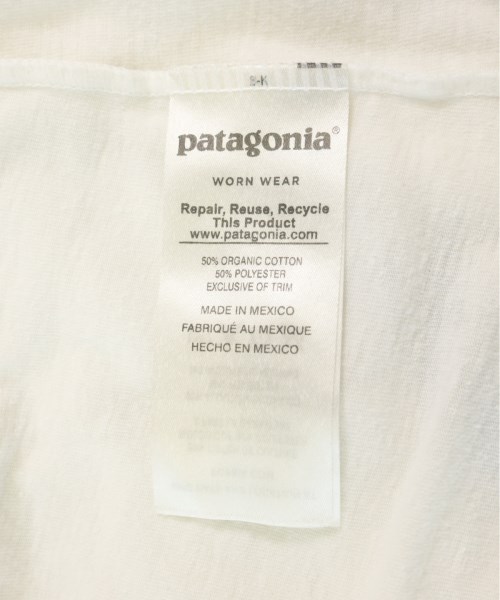 patagonia®
WORN WEAR
Repair, Reuse, Recycle
This Product
www.patagonia.com
50% ORGANIC COTTON
50% POLYESTER
EXCLUSIVE OF TRIM
MADE IN MEXICO
FABRIQUÉ AU MEXIQUE
HECHO EN MEXICO